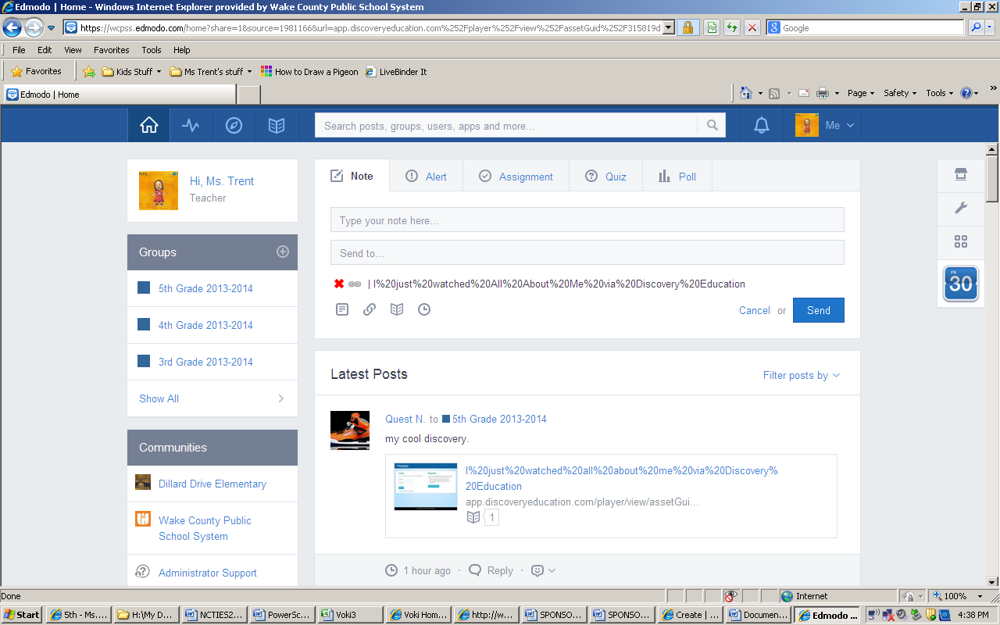 Edmodo | Home - Windows Internet Explorer provided by Wake County Public School System
https://wcpss.edmodo.com/home?share=1&source=1981166&url=app.discoveryeducation.com%252Fplayer%252Fview%252FassetGuid%252F315819d
Google
File Edit View Favorites Tools Help
Favorites Kids Stuff Ms Trent's stuff How to Draw a Pigeon LiveBinder It
Edmodo | Home
Page Safety Tools
Search posts, groups, users, apps and more...
Me
Hi, Ms. Trent
Teacher
Groups
5th Grade 2013-2014
4th Grade 2013-2014
3rd Grade 2013-2014
Show All
Communities
Dillard Drive Elementary
Wake County Public
School System
Administrator Support
Note Alert Assignment Quiz Poll
Type your note here...
Send to...
| I%20just%20watched%20All%20About%20Me%20via%20Discovery%20Education
Cancel or Send
Latest Posts
Filter posts by
Quest N. to 5th Grade 2013-2014
my cool discovery.
I%20just%20watched%20all%20about%20me%20via%20Discovery%
20Education
app.discoveryeducation.com/player/view/assetGui...
1
1 hour ago · Reply ·
FR
30
Done
Internet
100%
Start
5th - Ms....
H:\My D...
NCTIES2...
PowerSc...
Voki3
Voki Hom...
http://w...
SPONSO...
SPONSO...
Create | ...
Documen...
Edmodo ...
4:38 PM